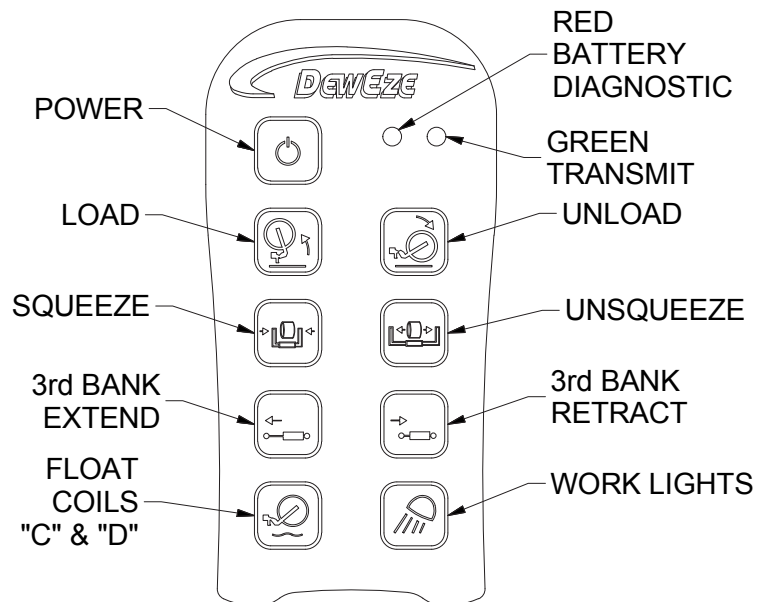 RED
BATTERY
DIAGNOSTIC
DEWEZE
POWER
GREEN
TRANSMIT
LOAD
UNLOAD
SQUEEZE
UNSQUEEZE
3rd BANK
EXTEND
3rd BANK
RETRACT
FLOAT
COILS
"C" & "D"
WORK LIGHTS